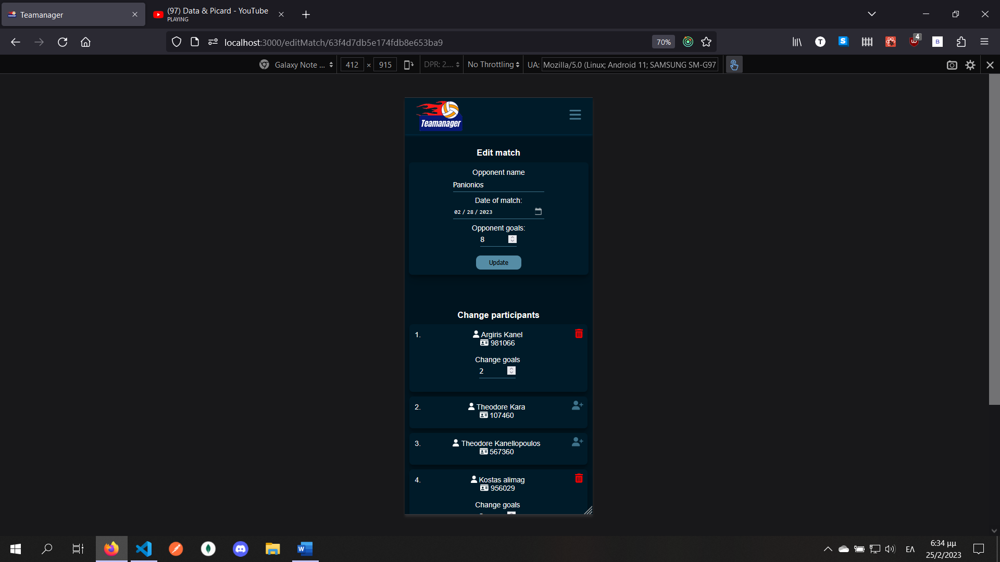 Teamanager
(97) Data & Picard - YouTube
PLAYING
localhost:3000/editMatch/63f4d7db5e174fdb8e653ba9
70%
T
S
4
B
Galaxy Note ...
412 × 915
DPR: 2....
No Throttling
UA: Mozilla/5.0 (Linux; Android 11; SAMSUNG SM-G97
Teamanager
Edit match
Opponent name
Panionios
Date of match:
02 / 28 / 2023
Opponent goals:
8
Update
Change participants
1. Argiris Kanel
981066
Change goals
2
2. Theodore Kara
107460
3. Theodore Kanellopoulos
567360
4. Kostas alimag
956029
Change goals
W
ΕΛ
6:34 μμ
25/2/2023